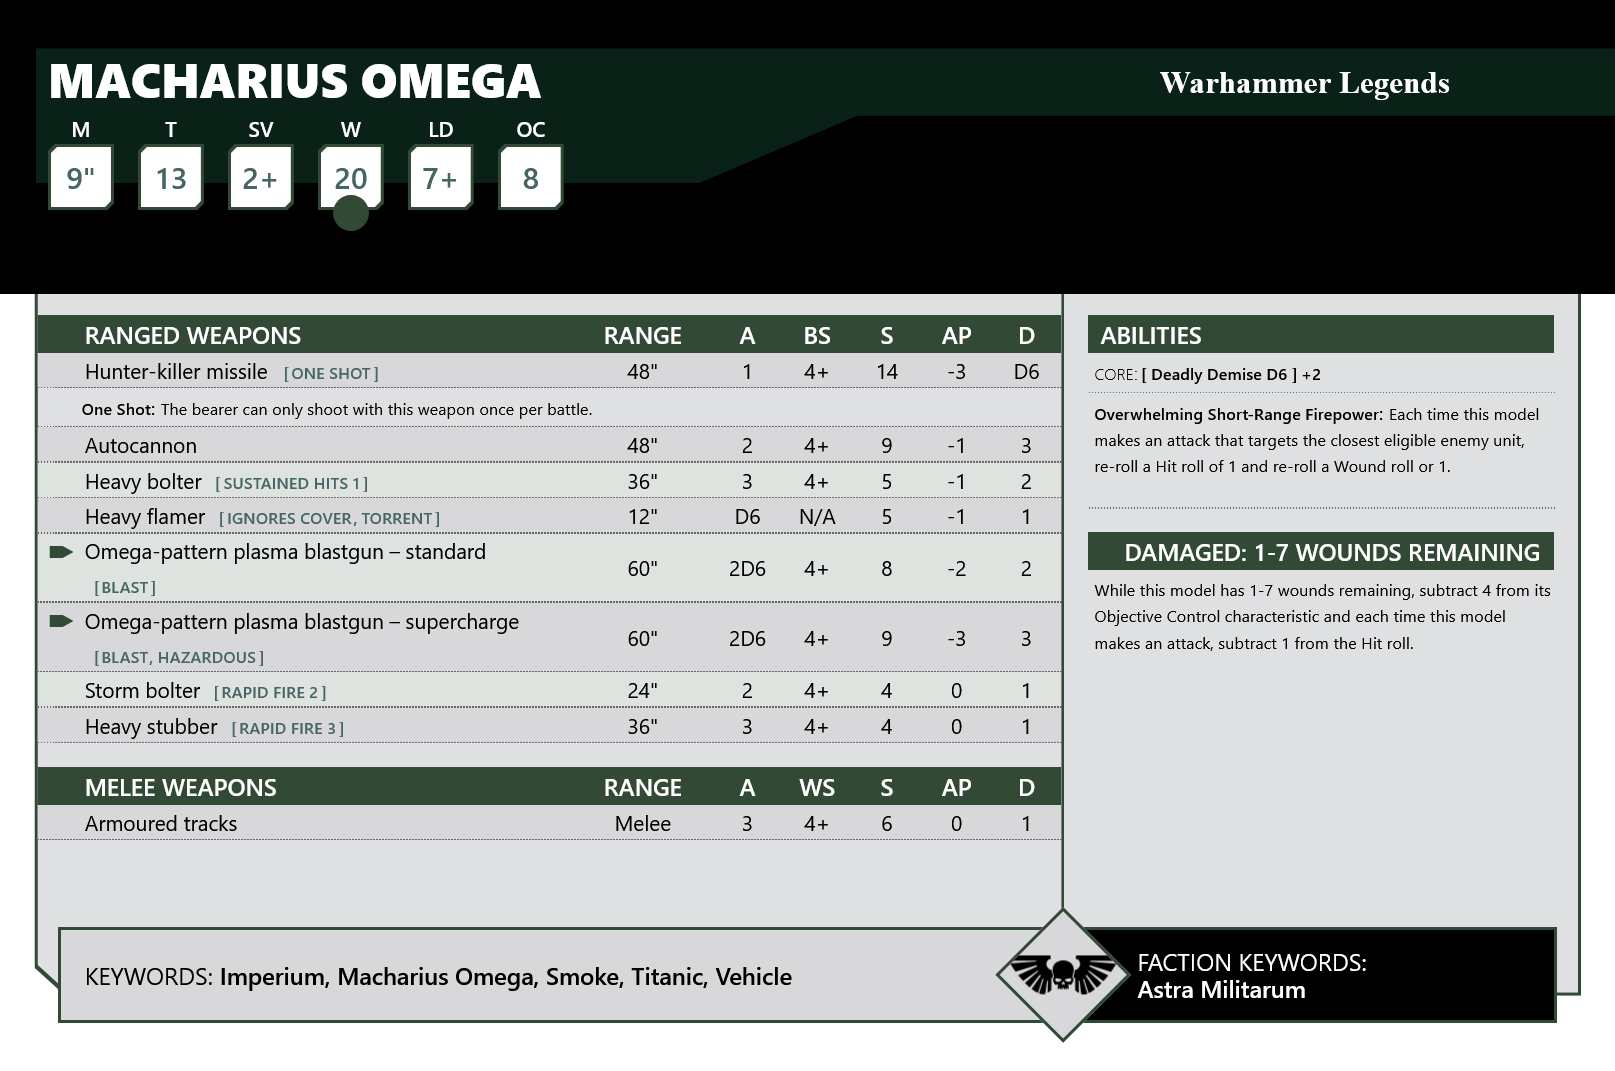 MACHARIUS OMEGA
Warhammer Legends
M T SV W LD OC
9" 13 2+ 20 7+ 8
RANGED WEAPONS RANGE A BS S AP D
Hunter-killer missile [ONE SHOT] 48" 1 4+ 14 -3 D6
One Shot: The bearer can only shoot with this weapon once per battle.
Autocannon 48" 2 4+ 9 -1 3
Heavy bolter [SUSTAINED HITS 1] 36" 3 4+ 5 -1 2
Heavy flamer [IGNORES COVER, TORRENT] 12" D6 N/A 5 -1 1
Omega-pattern plasma blastgun – standard
[BLAST] 60" 2D6 4+ 8 -2 2
Omega-pattern plasma blastgun – supercharge
[BLAST, HAZARDOUS] 60" 2D6 4+ 9 -3 3
Storm bolter [RAPID FIRE 2] 24" 2 4+ 4 0 1
Heavy stubber [RAPID FIRE 3] 36" 3 4+ 4 0 1
MELEE WEAPONS RANGE A WS S AP D
Armoured tracks Melee 3 4+ 6 0 1
ABILITIES
CORE: [ Deadly Demise D6 ] +2
Overwhelming Short-Range Firepower: Each time this model
makes an attack that targets the closest eligible enemy unit,
re-roll a Hit roll of 1 and re-roll a Wound roll or 1.
DAMAGED: 1-7 WOUNDS REMAINING
While this model has 1-7 wounds remaining, subtract 4 from its
Objective Control characteristic and each time this model
makes an attack, subtract 1 from the Hit roll.
KEYWORDS: Imperium, Macharius Omega, Smoke, Titanic, Vehicle
FACTION KEYWORDS:
Astra Militarum